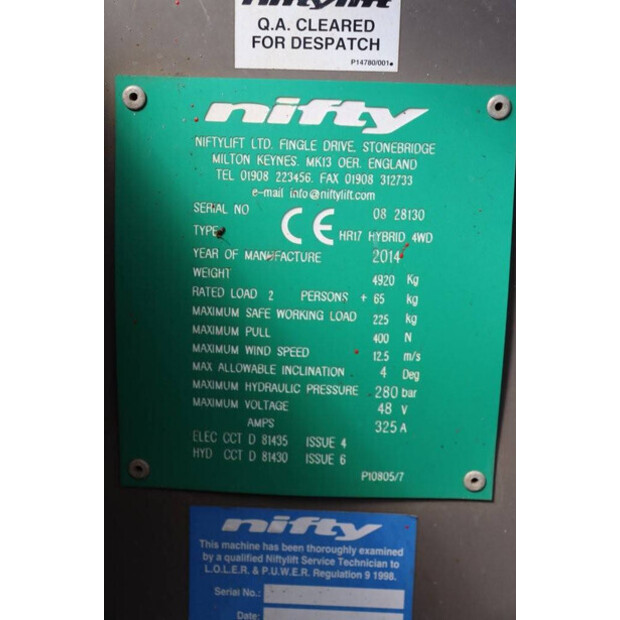 niftylift
Q.A. CLEARED
FOR DESPATCH
P14780/001
nifty
NIFTYLIFT LTD. FINGLE DRIVE, STONEBRIDGE
MILTON KEYNES. MK13 OER. ENGLAND
TEL 01908 223456. FAX 01908 312733
e-mail info@niftylift.com
SERIAL NO CE 08 28130
TYPE HR17 HYBRID 4WD
YEAR OF MANUFACTURE 2014
WEIGHT 4920 Kg
RATED LOAD 2 PERSONS + 65 kg
MAXIMUM SAFE WORKING LOAD 225 kg
MAXIMUM PULL 400 N
MAXIMUM WIND SPEED 12.5 m/s
MAX ALLOWABLE INCLINATION 4 Deg
MAXIMUM HYDRAULIC PRESSURE 280 bar
MAXIMUM VOLTAGE 48 V
AMPS 325 A
ELEC CCT D 81435 ISSUE 4
HYD CCT D 81430 ISSUE 6
P10805/7
nifty
This machine has been thoroughly examined
by a qualified Niftylift Service Technician to
L.O.L.E.R. & P.U.W.E.R. Regulation 9 1998.
Serial No.:
Date: